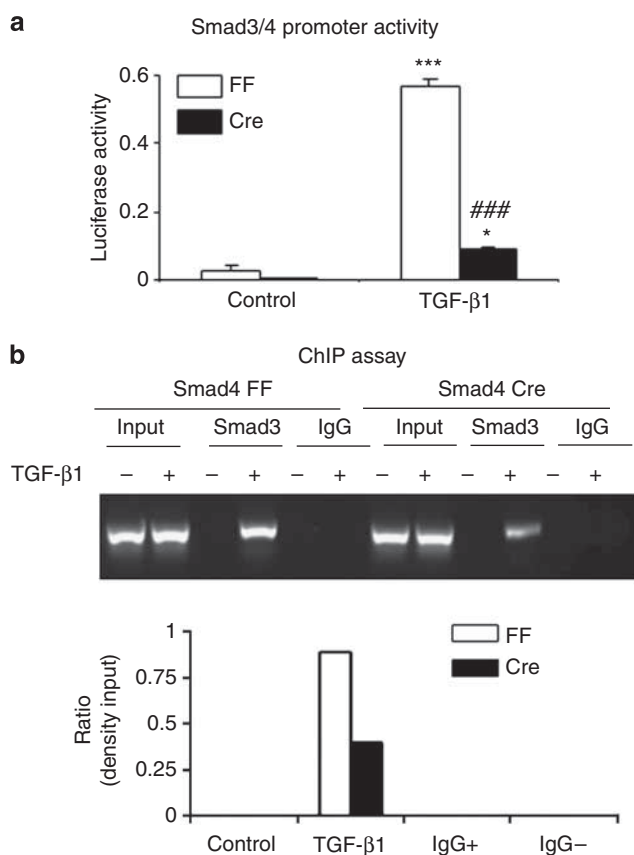 a
Smad3/4 promoter activity
Luciferase activity
0.6
0.4
0.2
0
FF
Cre
***
###
*
Control TGF-β1
b
ChIP assay
Smad4 FF Smad4 Cre
Input Smad3 IgG Input Smad3 IgG
TGF-β1 – + – + – + – + – + – +
Ratio
(density input)
1
0.75
0.5
0.25
0
FF
Cre
Control TGF-β1 IgG+ IgG–